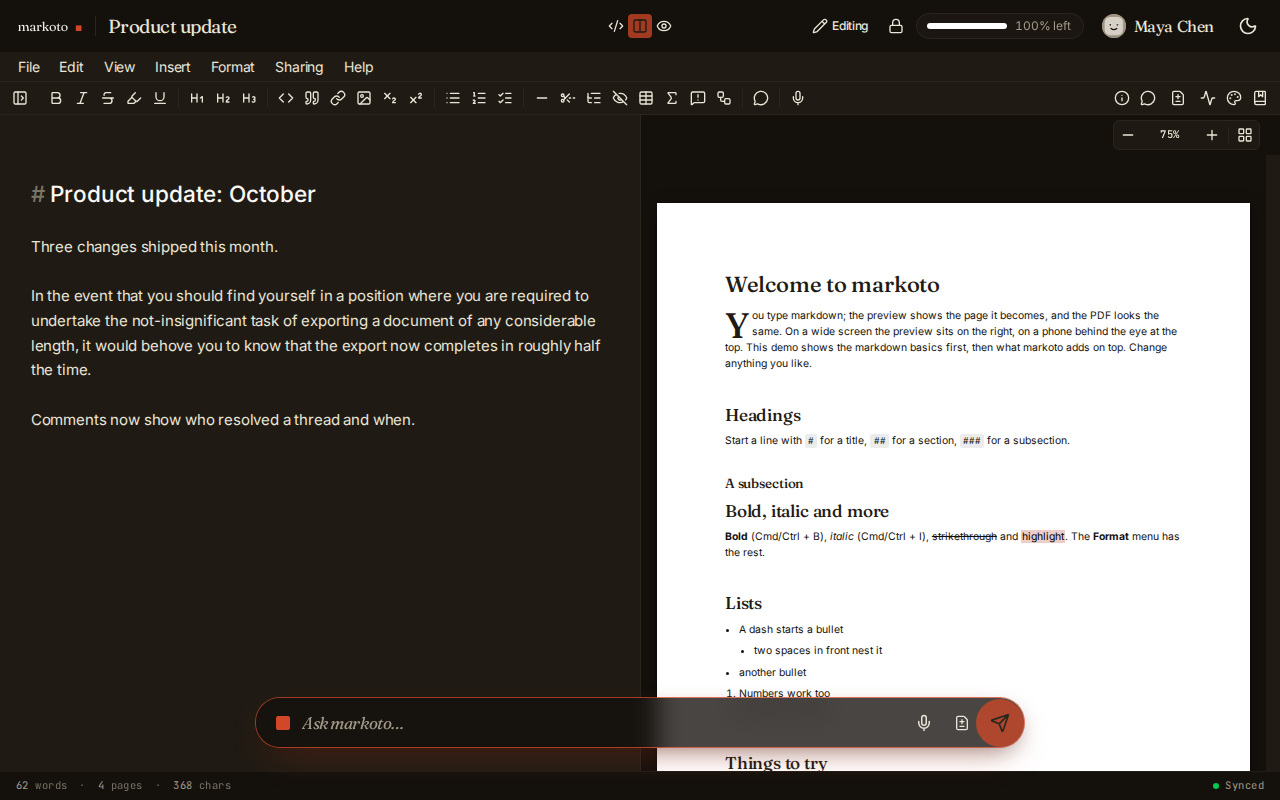 markoto
Product update
Editing
100% left
Maya Chen
File Edit View Insert Format Sharing Help
H1 H2 H3
75%
# Product update: October
Three changes shipped this month.
In the event that you should find yourself in a position where you are required to
undertake the not-insignificant task of exporting a document of any considerable
length, it would behove you to know that the export now completes in roughly half
the time.
Comments now show who resolved a thread and when.
Welcome to markoto
You type markdown; the preview shows the page it becomes, and the PDF looks the
same. On a wide screen the preview sits on the right, on a phone behind the eye at the
top. This demo shows the markdown basics first, then what markoto adds on top. Change
anything you like.
Headings
Start a line with # for a title, ## for a section, ### for a subsection.
A subsection
Bold, italic and more
Bold (Cmd/Ctrl + B), italic (Cmd/Ctrl + I), strikethrough and highlight. The Format menu has
the rest.
Lists
• A dash starts a bullet
• two spaces in front nest it
• another bullet
1. Numbers work too
Ask markoto...
Things to try
62 words · 4 pages · 368 chars
Synced